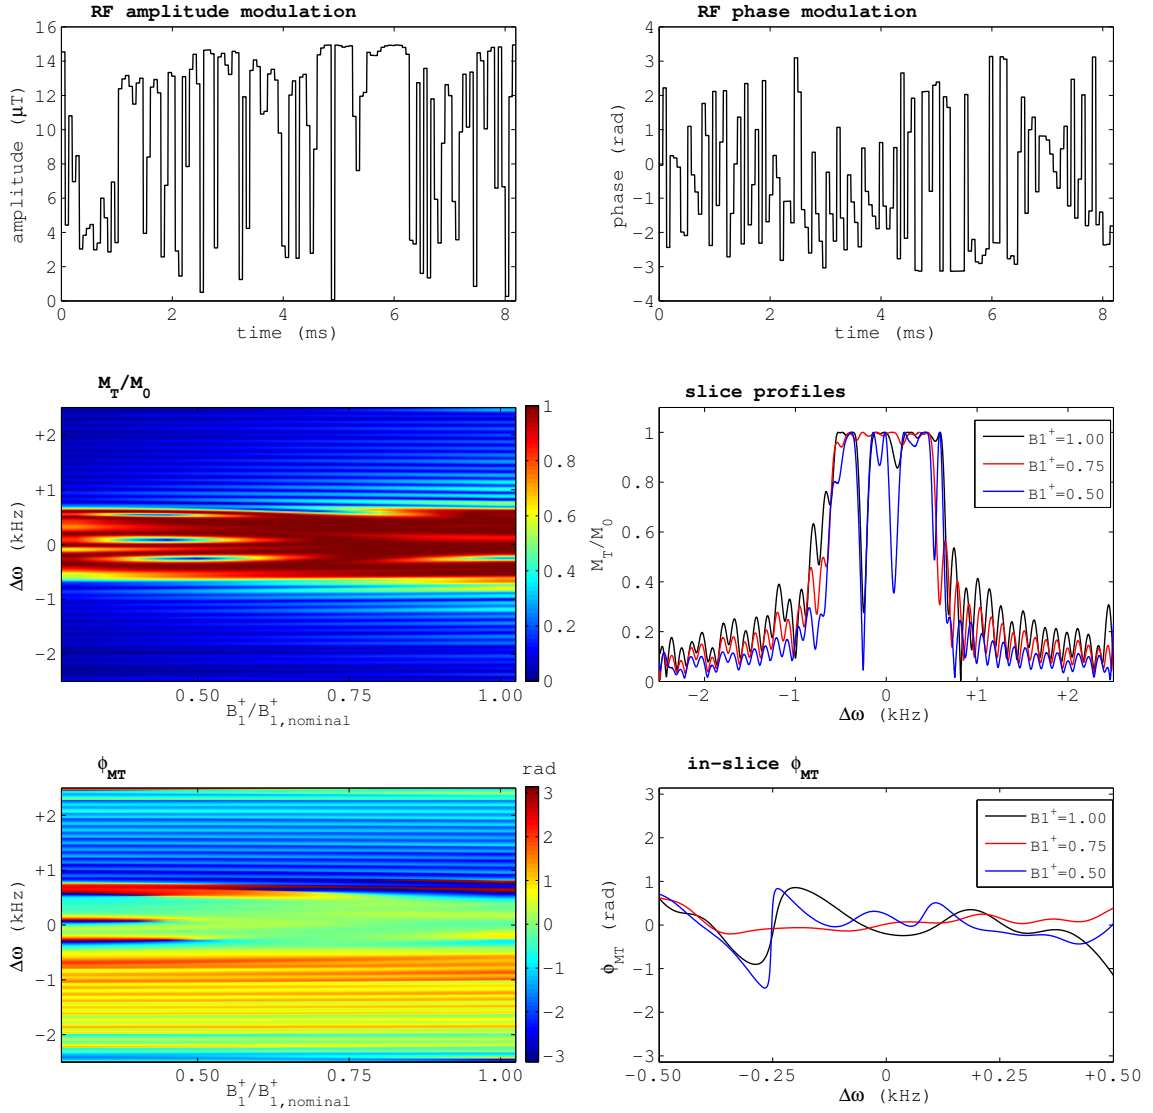 RF amplitude modulation
RF phase modulation
16
14
12
10
8
6
4
2
0
amplitude (μT)
0 2 4 6 8
time (ms)
4
3
2
1
0
−1
−2
−3
−4
phase (rad)
0 2 4 6 8
time (ms)
M_T/M_0
slice profiles
+2
+1
0
−1
−2
Δω (kHz)
0.50 0.75 1.00
B_1^+/B_{1,nominal}^+
1
0.8
0.6
0.4
0.2
0
1
0.8
0.6
0.4
0.2
0
M_T/M_0
B1^+=1.00
B1^+=0.75
B1^+=0.50
−2 −1 0 +1 +2
Δω (kHz)
ϕ_MT
rad
in-slice ϕ_MT
+2
+1
0
−1
−2
Δω (kHz)
0.50 0.75 1.00
B_1^+/B_{1,nominal}^+
3
2
1
0
−1
−2
−3
3
2
1
0
−1
−2
−3
ϕ_MT (rad)
B1^+=1.00
B1^+=0.75
B1^+=0.50
−0.50 −0.25 0 +0.25 +0.50
Δω (kHz)